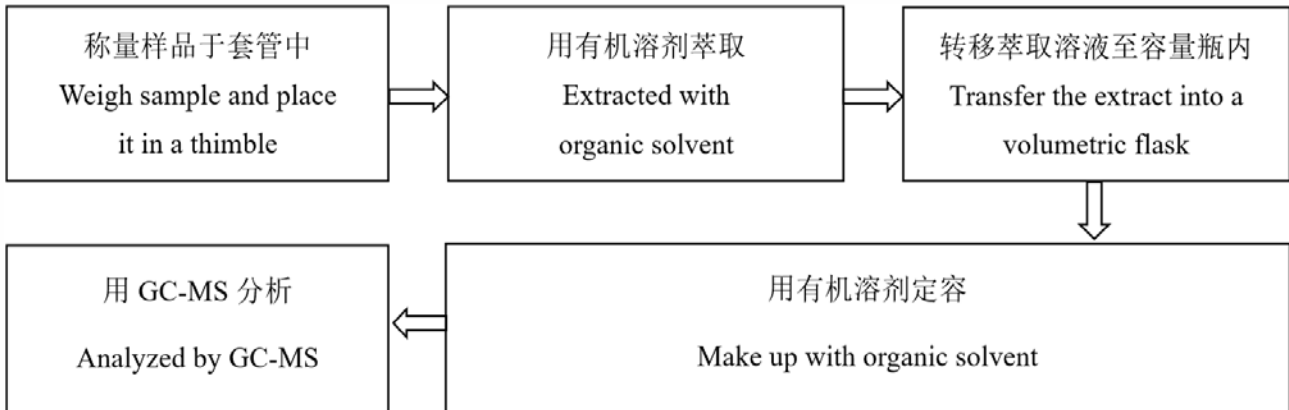 称量样品于套管中
Weigh sample and place
it in a thimble
用有机溶剂萃取
Extracted with
organic solvent
转移萃取溶液至容量瓶内
Transfer the extract into a
volumetric flask
用有机溶剂定容
Make up with organic solvent
用 GC-MS 分析
Analyzed by GC-MS